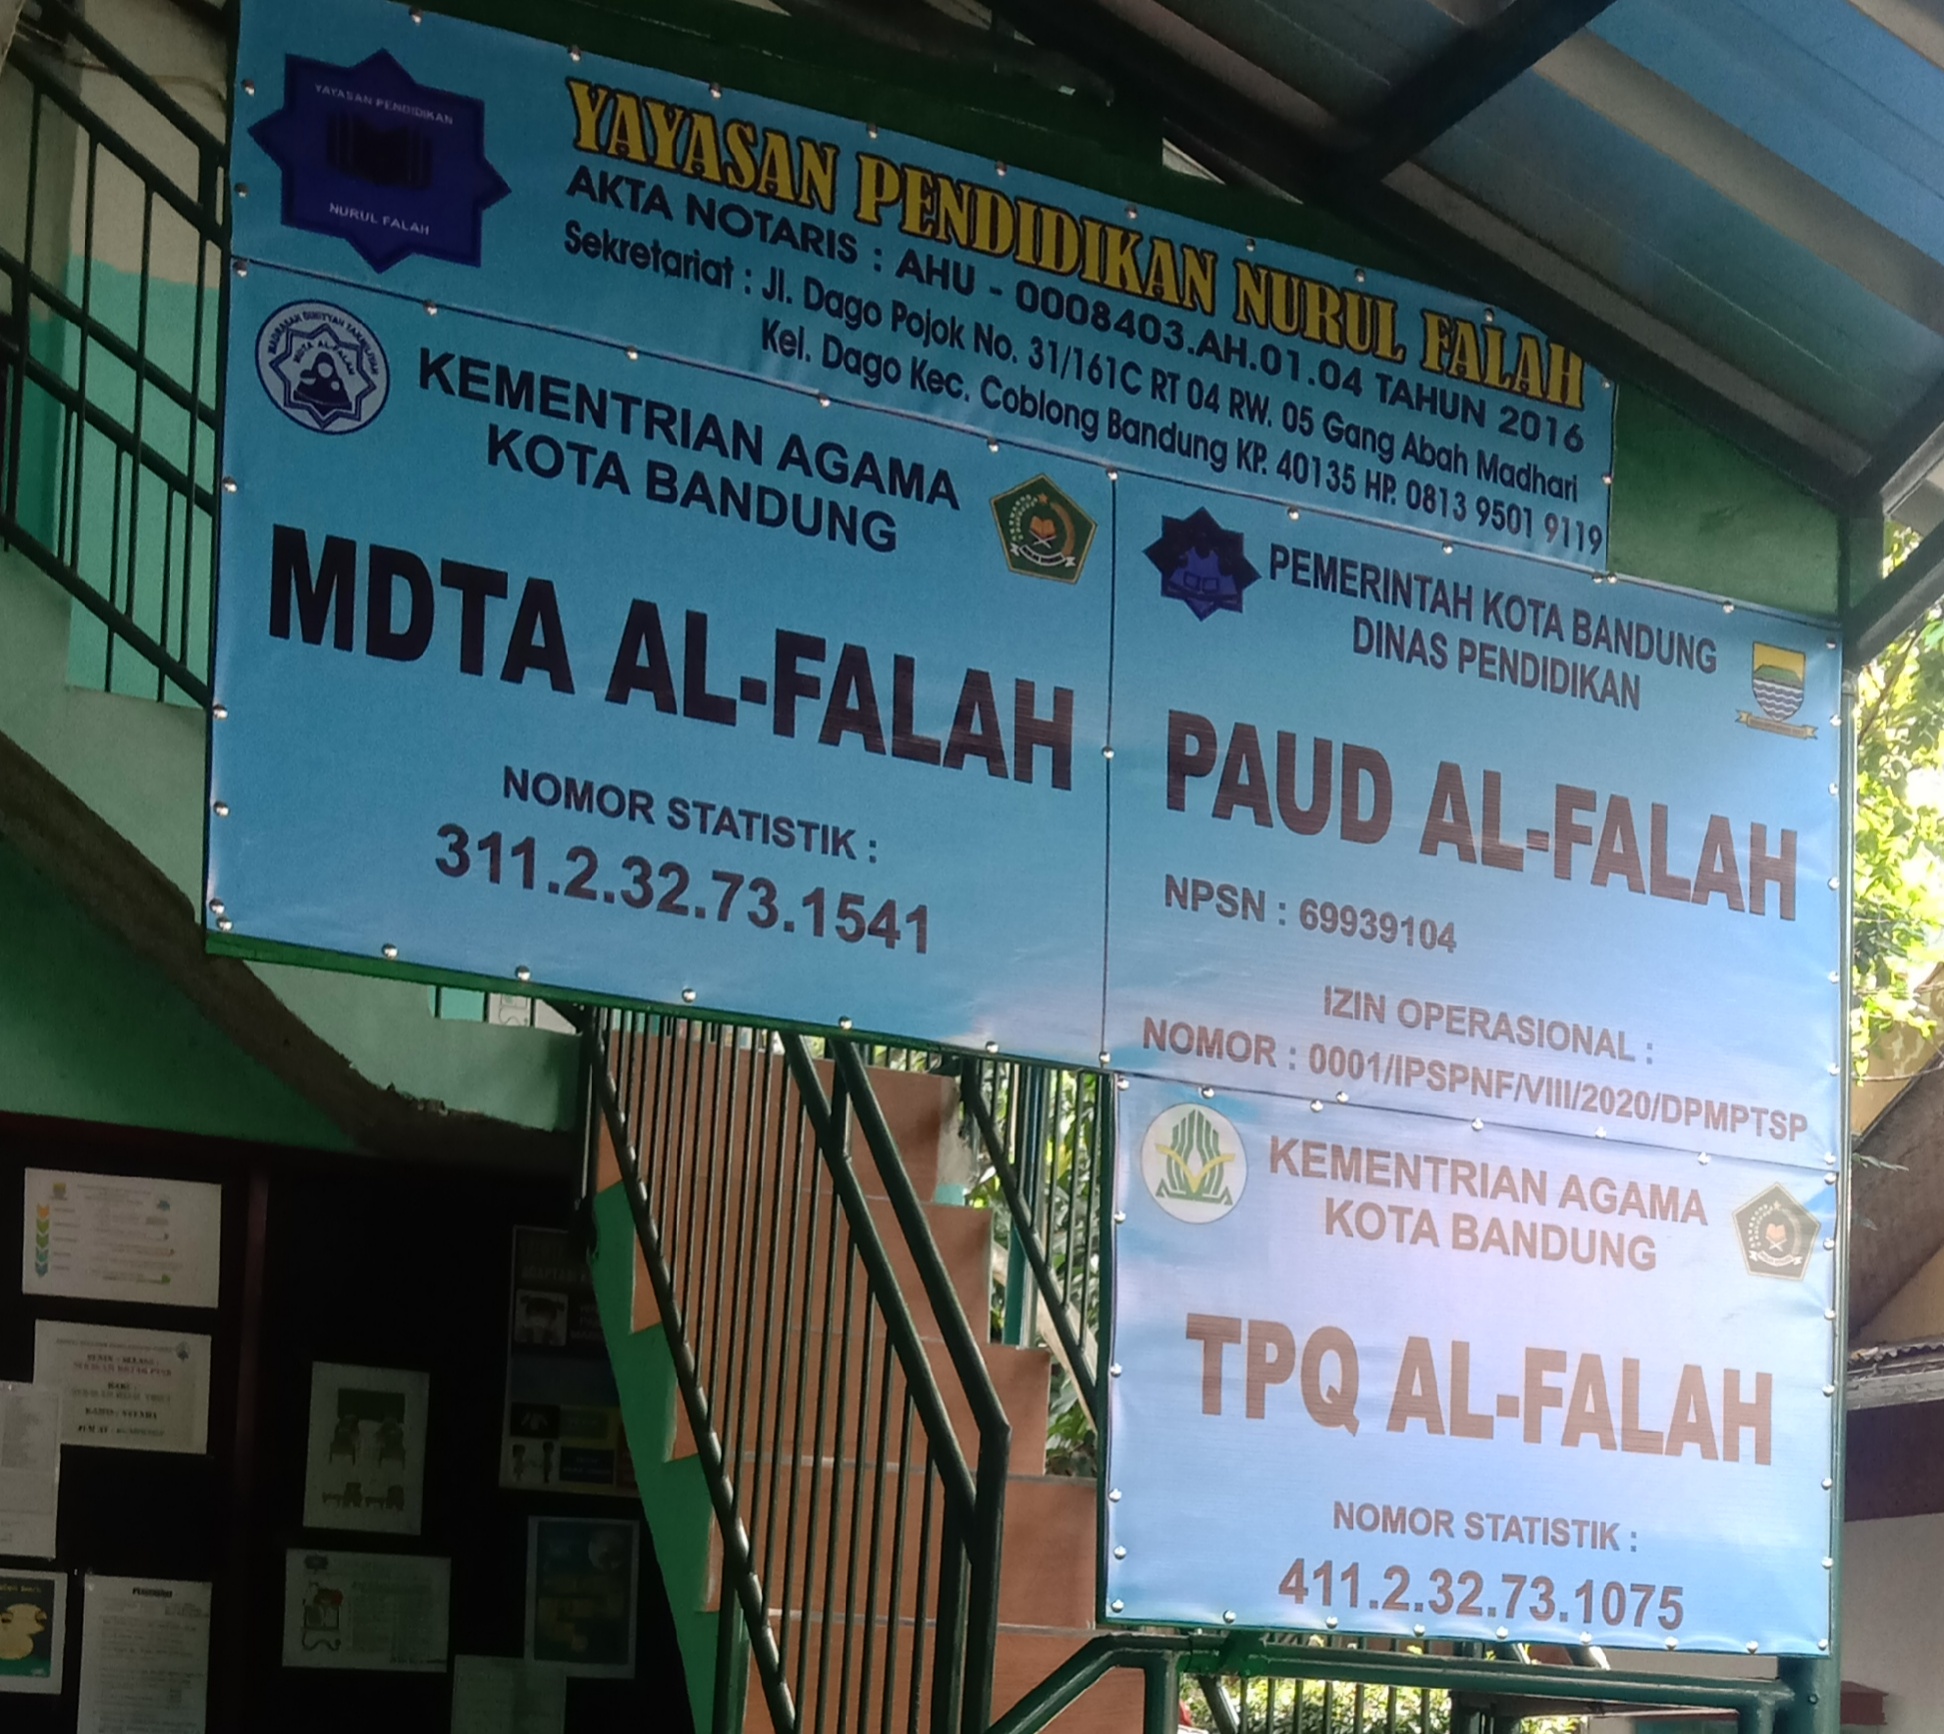 YAYASAN PENDIDIKAN
NURUL FALAH
YAYASAN PENDIDIKAN NURUL FALAH
AKTA NOTARIS : AHU - 0008403.AH.01.04 TAHUN 2016
Sekretariat : Jl. Dago Pojok No. 31/161C RT 04 RW. 05 Gang Abah Madhari
Kel. Dago Kec. Coblong Bandung KP. 40135 HP. 0813 9501 9119
MDTA AL-FALAH
KEMENTRIAN AGAMA
KOTA BANDUNG
MDTA AL-FALAH
NOMOR STATISTIK :
311.2.32.73.1541
PEMERINTAH KOTA BANDUNG
DINAS PENDIDIKAN
PAUD AL-FALAH
NPSN : 69939104
IZIN OPERASIONAL :
NOMOR : 0001/IPSPNF/VIII/2020/DPMPTSP
KEMENTRIAN AGAMA
KOTA BANDUNG
TPQ AL-FALAH
NOMOR STATISTIK :
411.2.32.73.1075